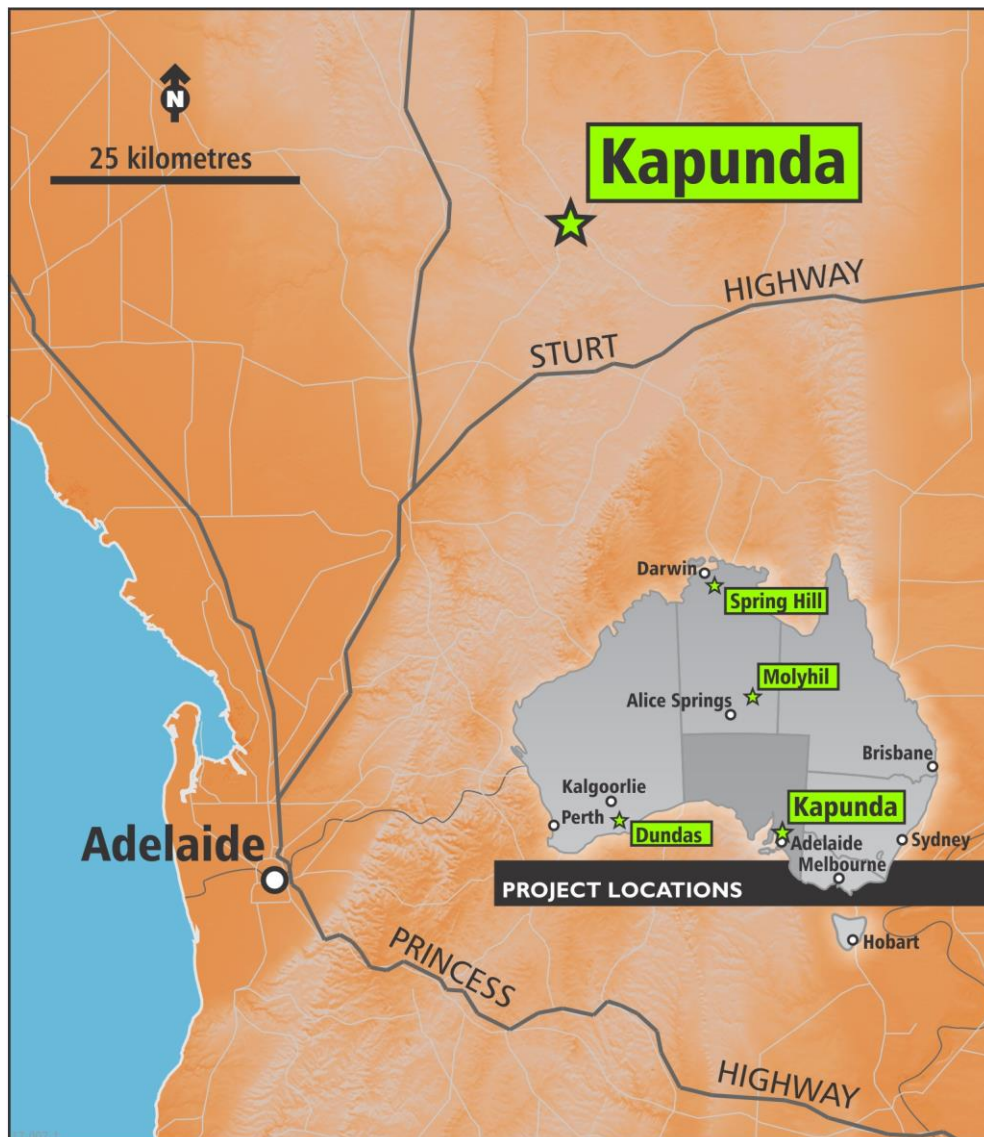 N
25 kilometres
Kapunda
HIGHWAY
STURT
Darwin
Spring Hill
Molyhil
Alice Springs
Brisbane
Kalgoorlie
Kapunda
Perth
Dundas
Adelaide
Sydney
Melbourne
Adelaide
PROJECT LOCATIONS
PRINCESS
Hobart
HIGHWAY